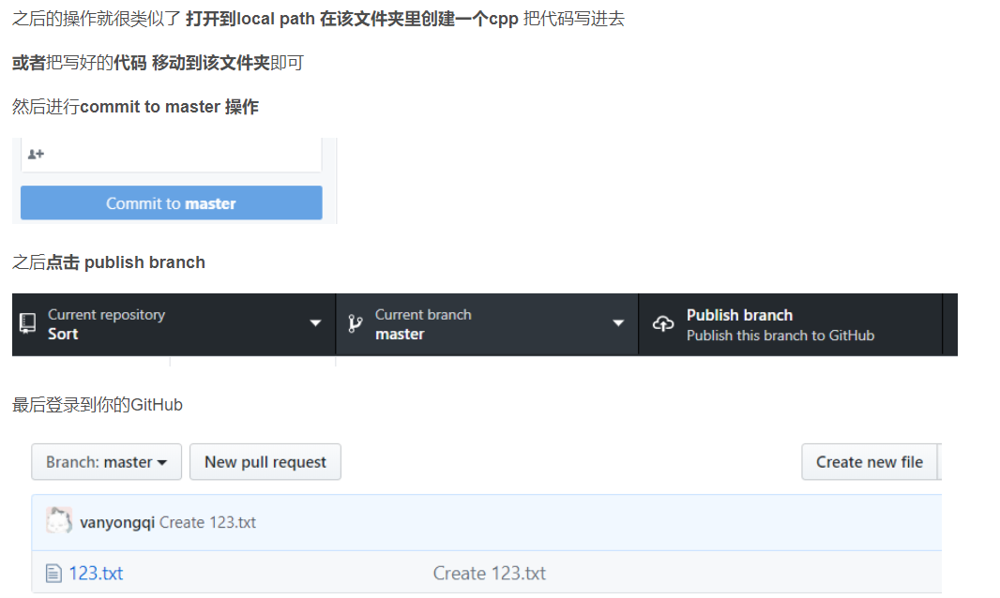 之后的操作就很类似了 打开到local path 在该文件夹里创建一个cpp 把代码写进去
或者把写好的代码 移动到该文件夹即可
然后进行commit to master 操作
Commit to master
之后点击 publish branch
Current repository
Sort
Current branch
master
Publish branch
Publish this branch to GitHub
最后登录到你的GitHub
Branch: master
New pull request
Create new file
vanyongqi Create 123.txt
123.txt
Create 123.txt